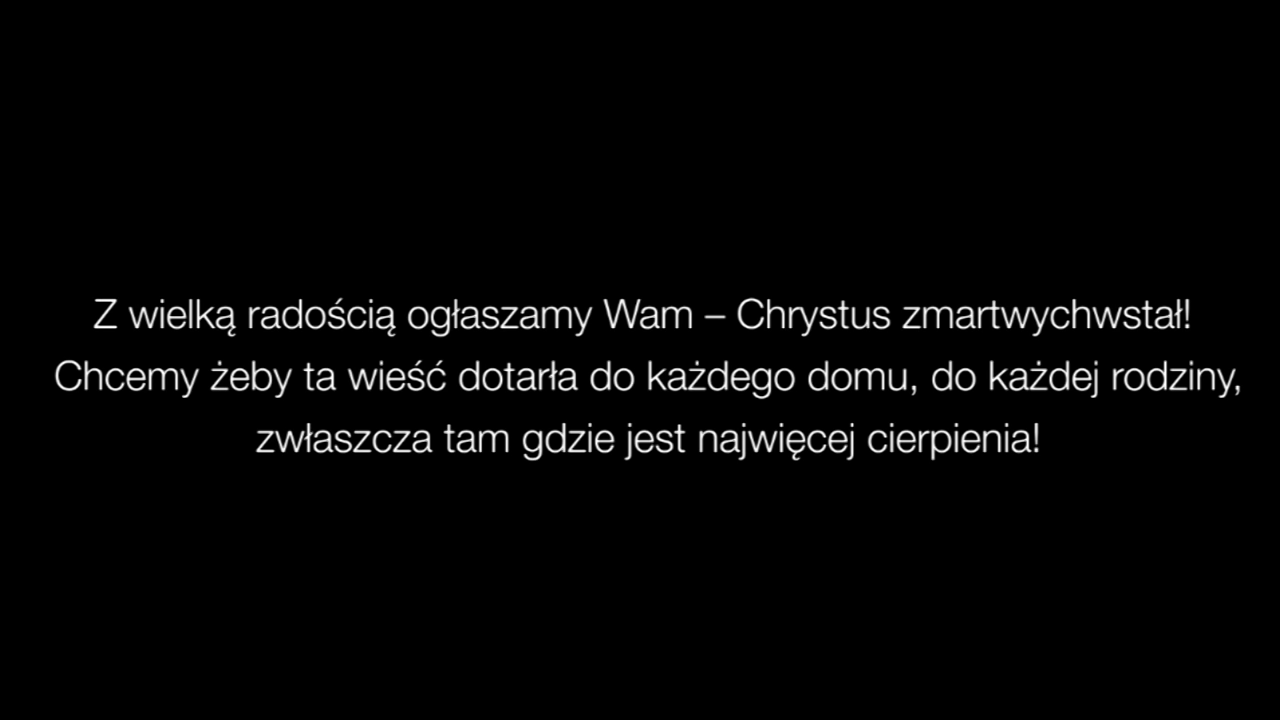 Z wielką radością ogłaszamy Wam – Chrystus zmartwychwstał!
Chcemy żeby ta wieść dotarła do każdego domu, do każdej rodziny,
zwłaszcza tam gdzie jest najwięcej cierpienia!